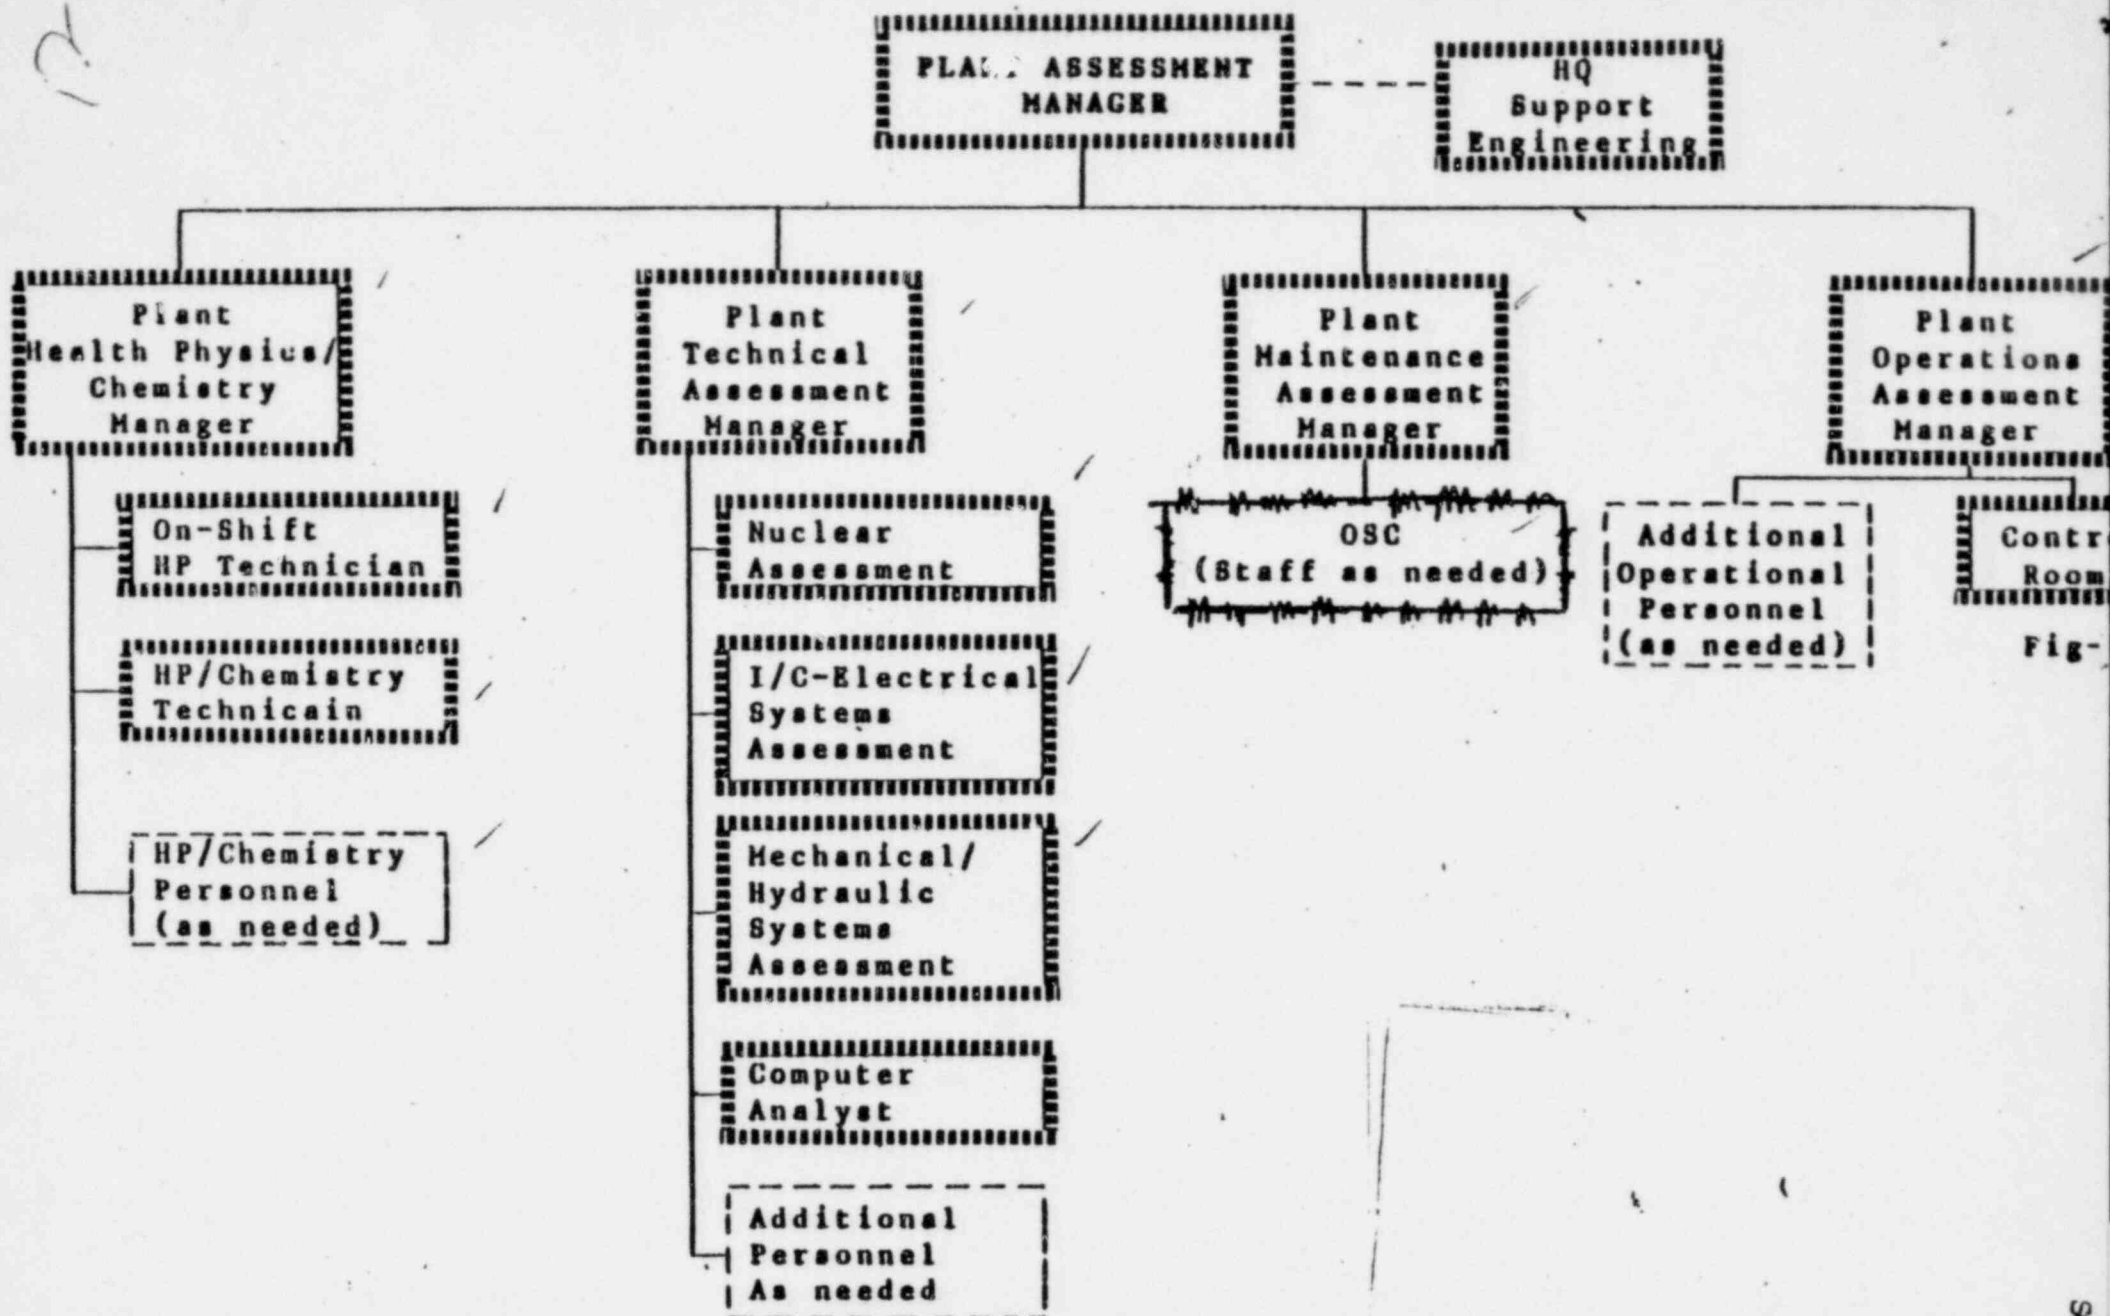 PLA
ASSESSMENT
MANAGER
HQ
Support
Engineering
Plant
Health Physics/
Chemistry
Manager
Plant
Technical
Assessment
Manager
Plant
Maintenance
Assessment
Manager
Plant
Operations
Assessment
Manager
On-Shift
HP Technician
HP/Chemistry
Technicain
HP/Chemistry
Personnel
(as needed)
Nuclear
Assessment
I/C-Electrical
Systems
Assessment
Mechanical/
Hydraulic
Systems
Assessment
Computer
Analyst
Additional
Personnel
As needed
OSC
(Staff as needed)
Additional
Operational
Personnel
(as needed)
Contr
Room
Fig-
S